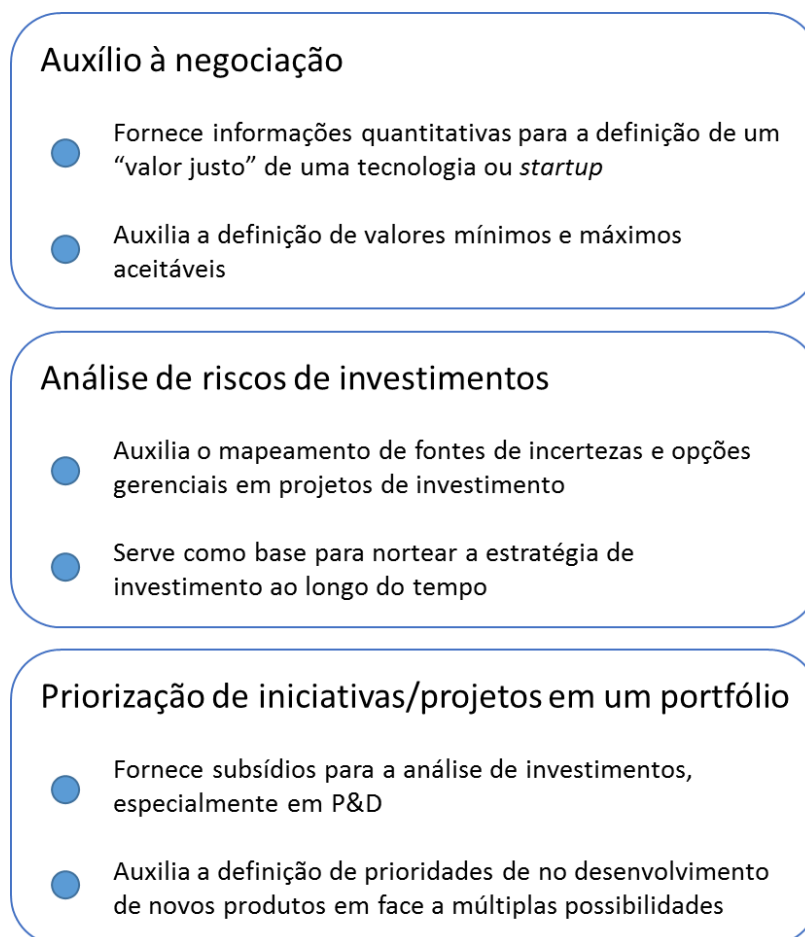 Auxílio à negociação
Fornece informações quantitativas para a definição de um
“valor justo” de uma tecnologia ou startup
Auxilia a definição de valores mínimos e máximos
aceitáveis
Análise de riscos de investimentos
Auxilia o mapeamento de fontes de incertezas e opções
gerenciais em projetos de investimento
Serve como base para nortear a estratégia de
investimento ao longo do tempo
Priorização de iniciativas/projetos em um portfólio
Fornece subsídios para a análise de investimentos,
especialmente em P&D
Auxilia a definição de prioridades de no desenvolvimento
de novos produtos em face a múltiplas possibilidades